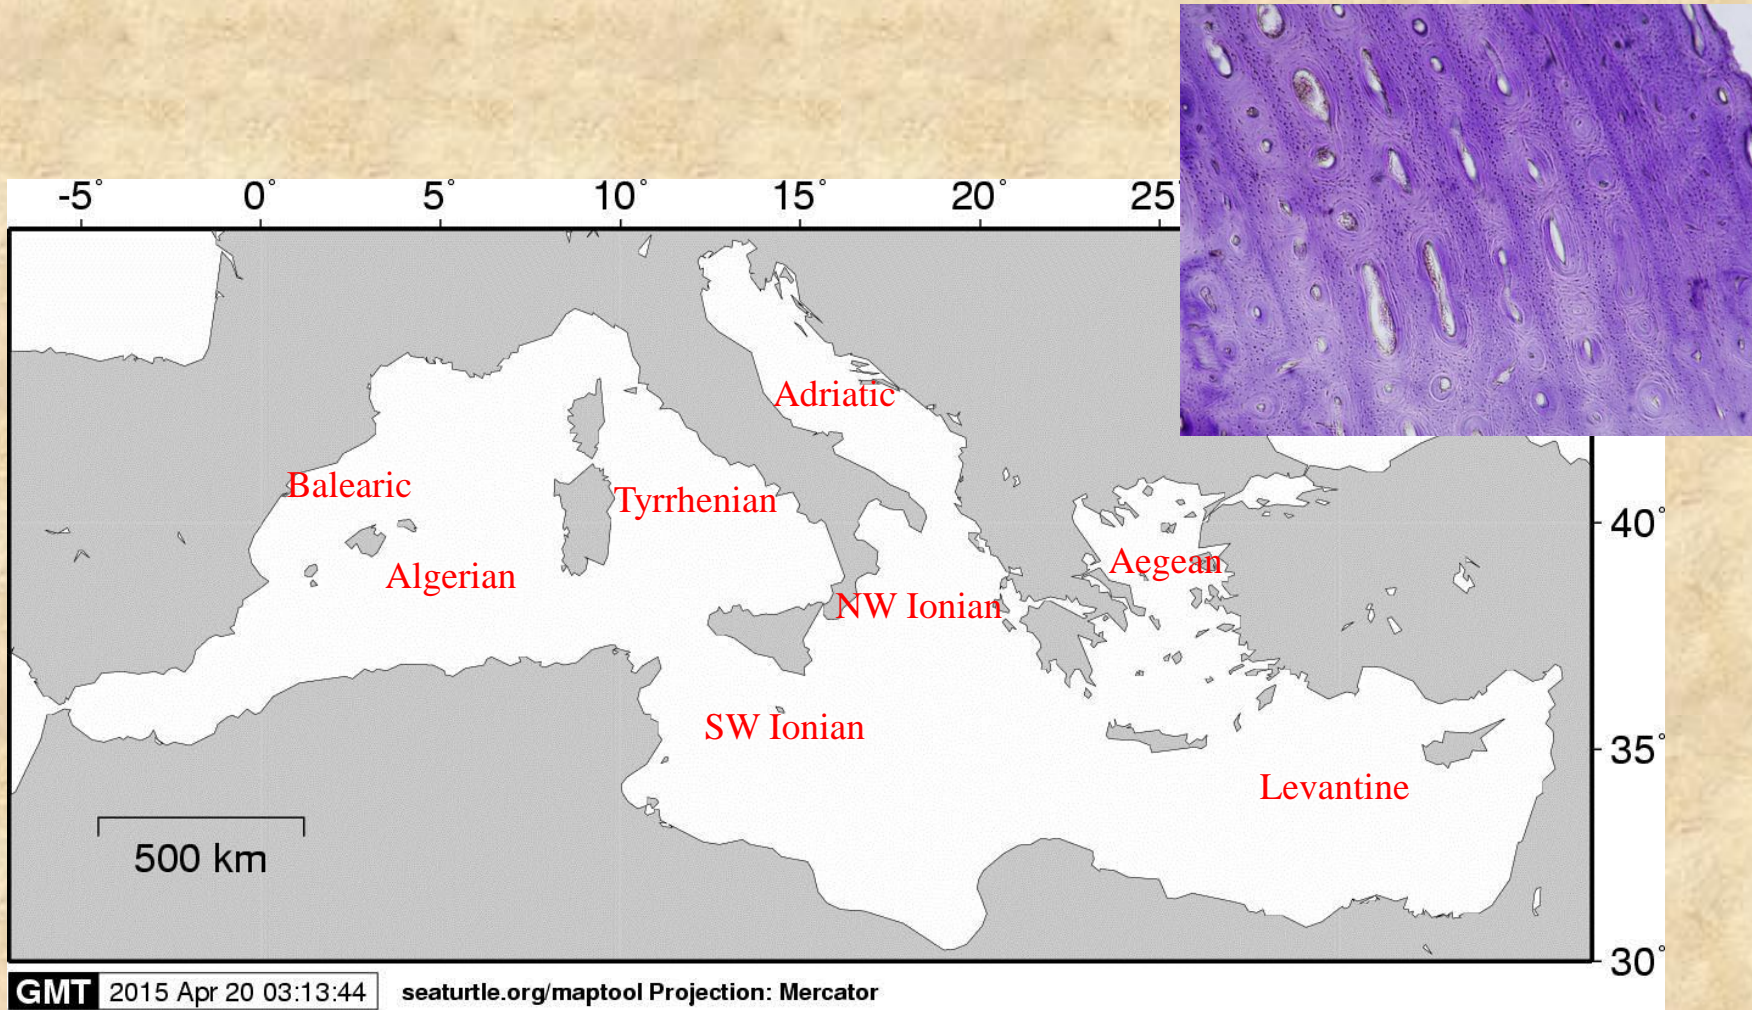 -5° 0° 5° 10° 15° 20° 25
Adriatic
Balearic
Tyrrhenian
40°
Aegean
Algerian
NW Ionian
SW Ionian
35°
Levantine
500 km
30°
GMT 2015 Apr 20 03:13:44 seaturtle.org/maptool Projection: Mercator